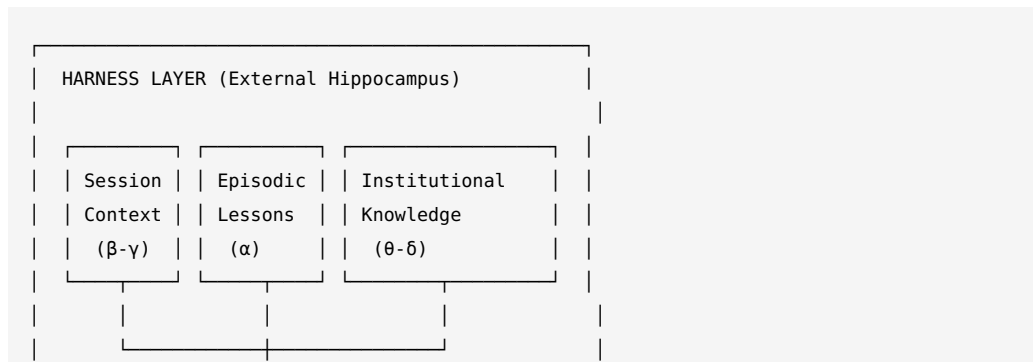 HARNESS LAYER (External Hippocampus)
Session Episodic Institutional
Context Lessons Knowledge
(β-γ) (α) (θ-δ)